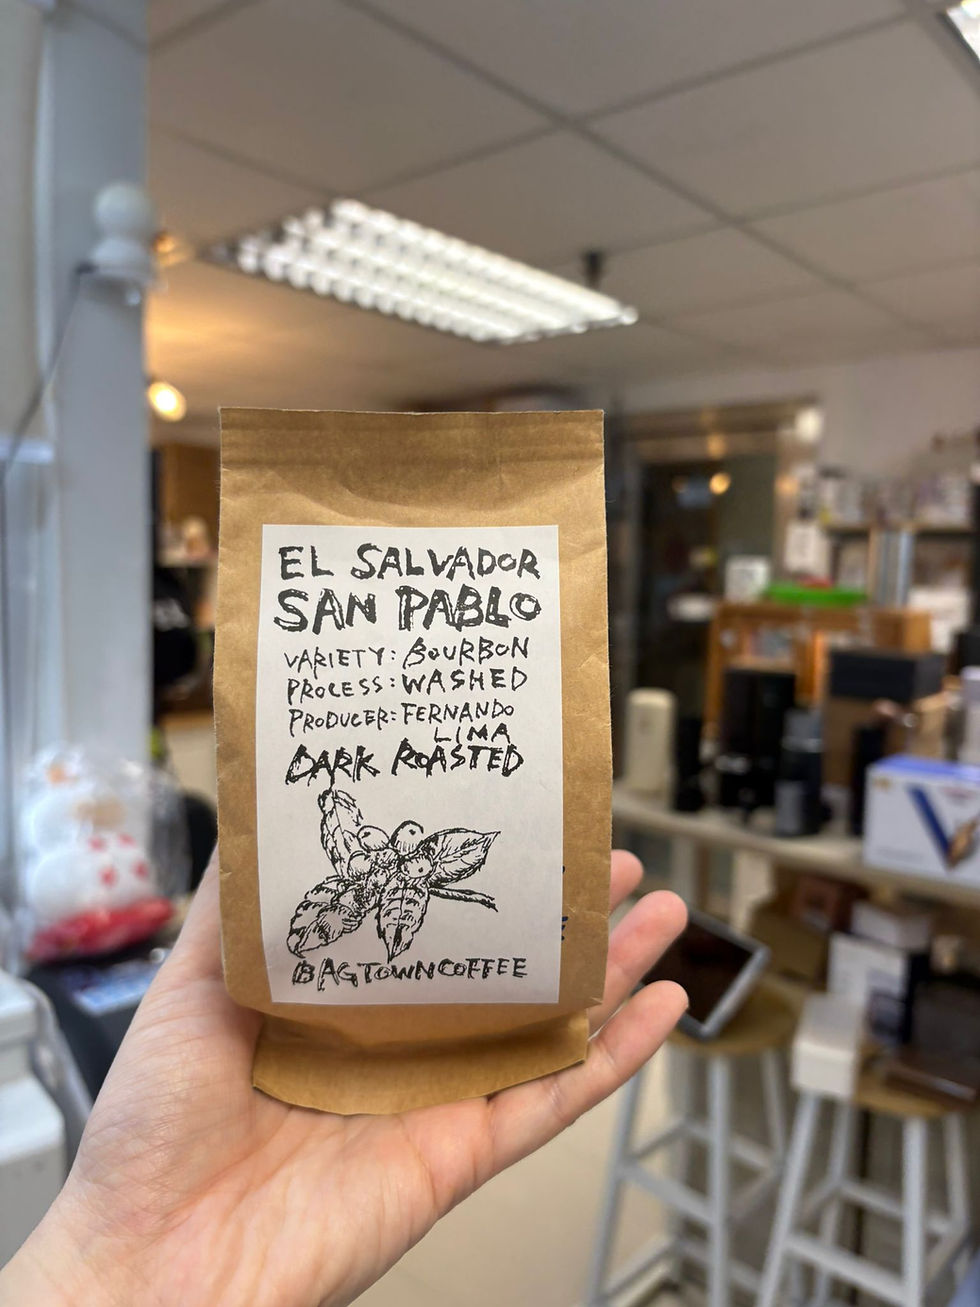 EL SALVADOR
SAN PABLO
VARIETY: BOURBON
PROCESS: WASHED
PRODUCER: FERNANDO
LIMA
DARK ROASTED
BAGTOWNCOFFEE